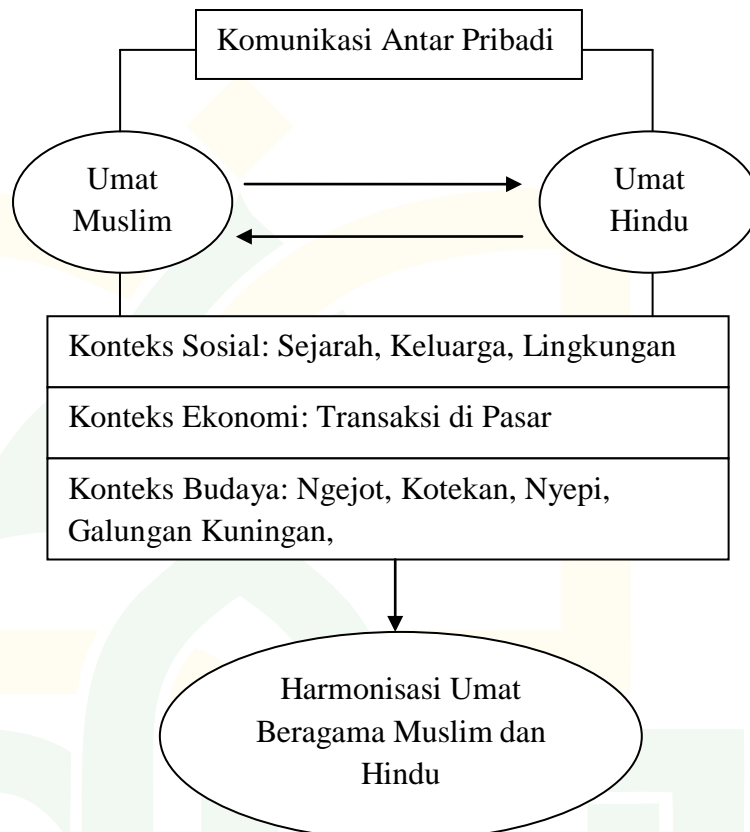 Komunikasi Antar Pribadi
Umat
Muslim
Umat
Hindu
Konteks Sosial: Sejarah, Keluarga, Lingkungan
Konteks Ekonomi: Transaksi di Pasar
Konteks Budaya: Ngejot, Kotekan, Nyepi,
Galungan Kuningan,
Harmonisasi Umat
Beragama Muslim dan
Hindu